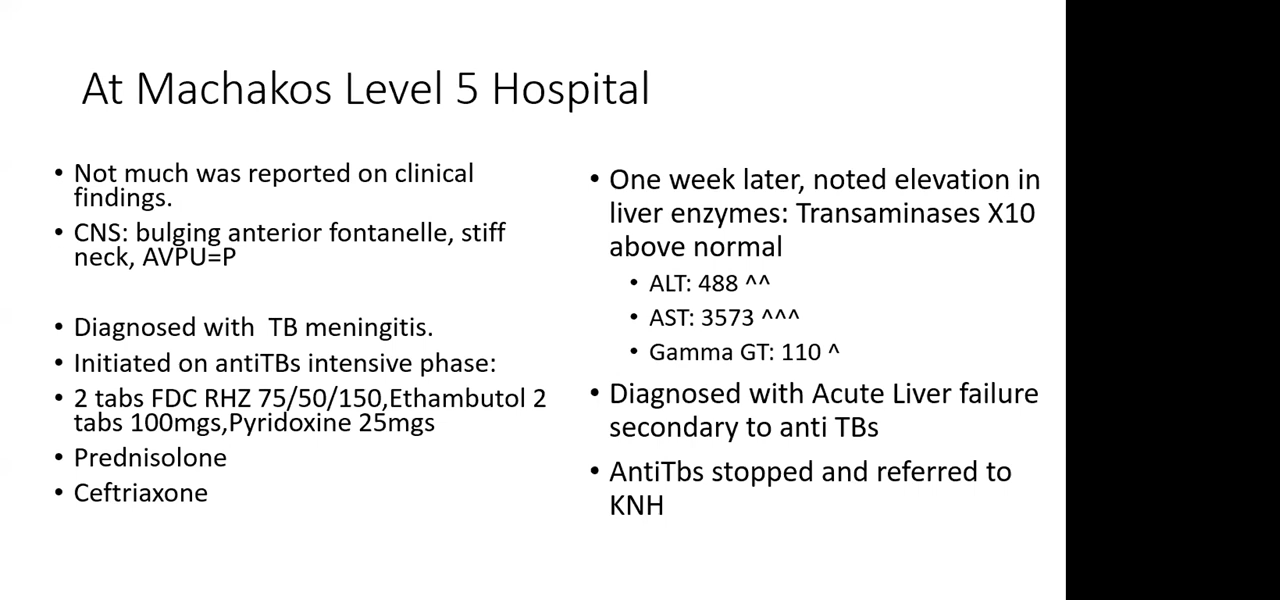 At Machakos Level 5 Hospital
• Not much was reported on clinical
findings.
• CNS: bulging anterior fontanelle, stiff
neck, AVPU=P
• Diagnosed with  TB meningitis.
• Initiated on antiTBs intensive phase:
• 2 tabs FDC RHZ 75/50/150,Ethambutol 2
tabs 100mgs,Pyridoxine 25mgs
• Prednisolone
• Ceftriaxone
• One week later, noted elevation in
liver enzymes: Transaminases X10
above normal
• ALT: 488 ^^
• AST: 3573 ^^^
• Gamma GT: 110 ^
• Diagnosed with Acute Liver failure
secondary to anti TBs
• AntiTbs stopped and referred to
KNH